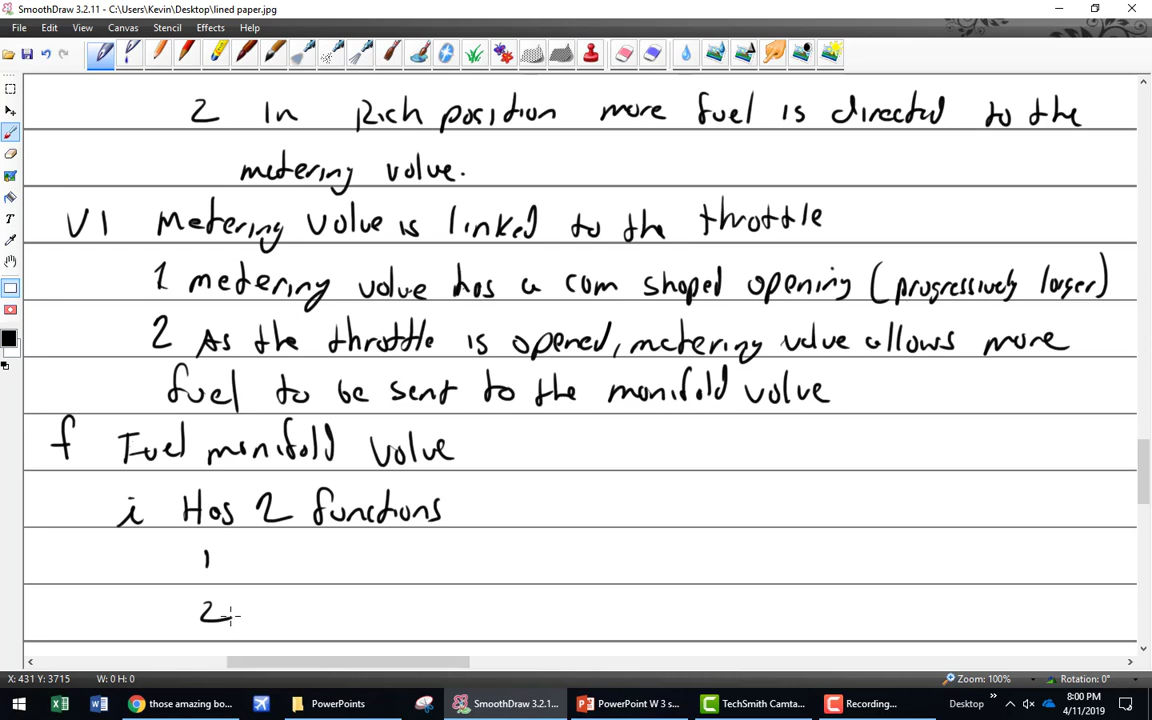 SmoothDraw 3.2.11 - C:\Users\Kevin\Desktop\lined paper.jpg
File Edit View Canvas Stencil Effects Help
2 In Rich position more fuel is directed to the
metering valve.
VI Metering valve is linked to the throttle
1 metering valve has a cam shaped opening (progressively larger)
2 As the throttle is opened, metering valve allows more
fuel to be sent to the manifold valve
f Fuel manifold valve
i Has 2 functions
1
2
X: 431 Y: 3715 W: 0 H: 0 Zoom: 100% Rotation: 0°
those amazing bo... PowerPoints SmoothDraw 3.2.1... PowerPoint W 3 s... TechSmith Camta... Recording... Desktop 8:00 PM
4/11/2019